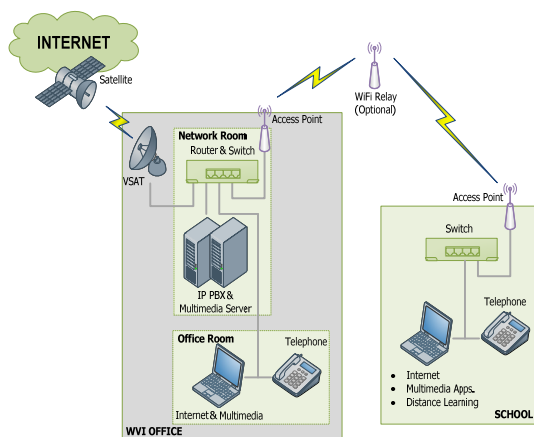 INTERNET
Satellite
WiFi Relay
(Optional)
Access Point
Network Room
Router & Switch
VSAT
IP PBX &
Multimedia Server
Office Room
Telephone
Internet & Multimedia
WVI OFFICE
Access Point
Switch
Telephone
• Internet
• Multimedia Apps.
• Distance Learning
SCHOOL